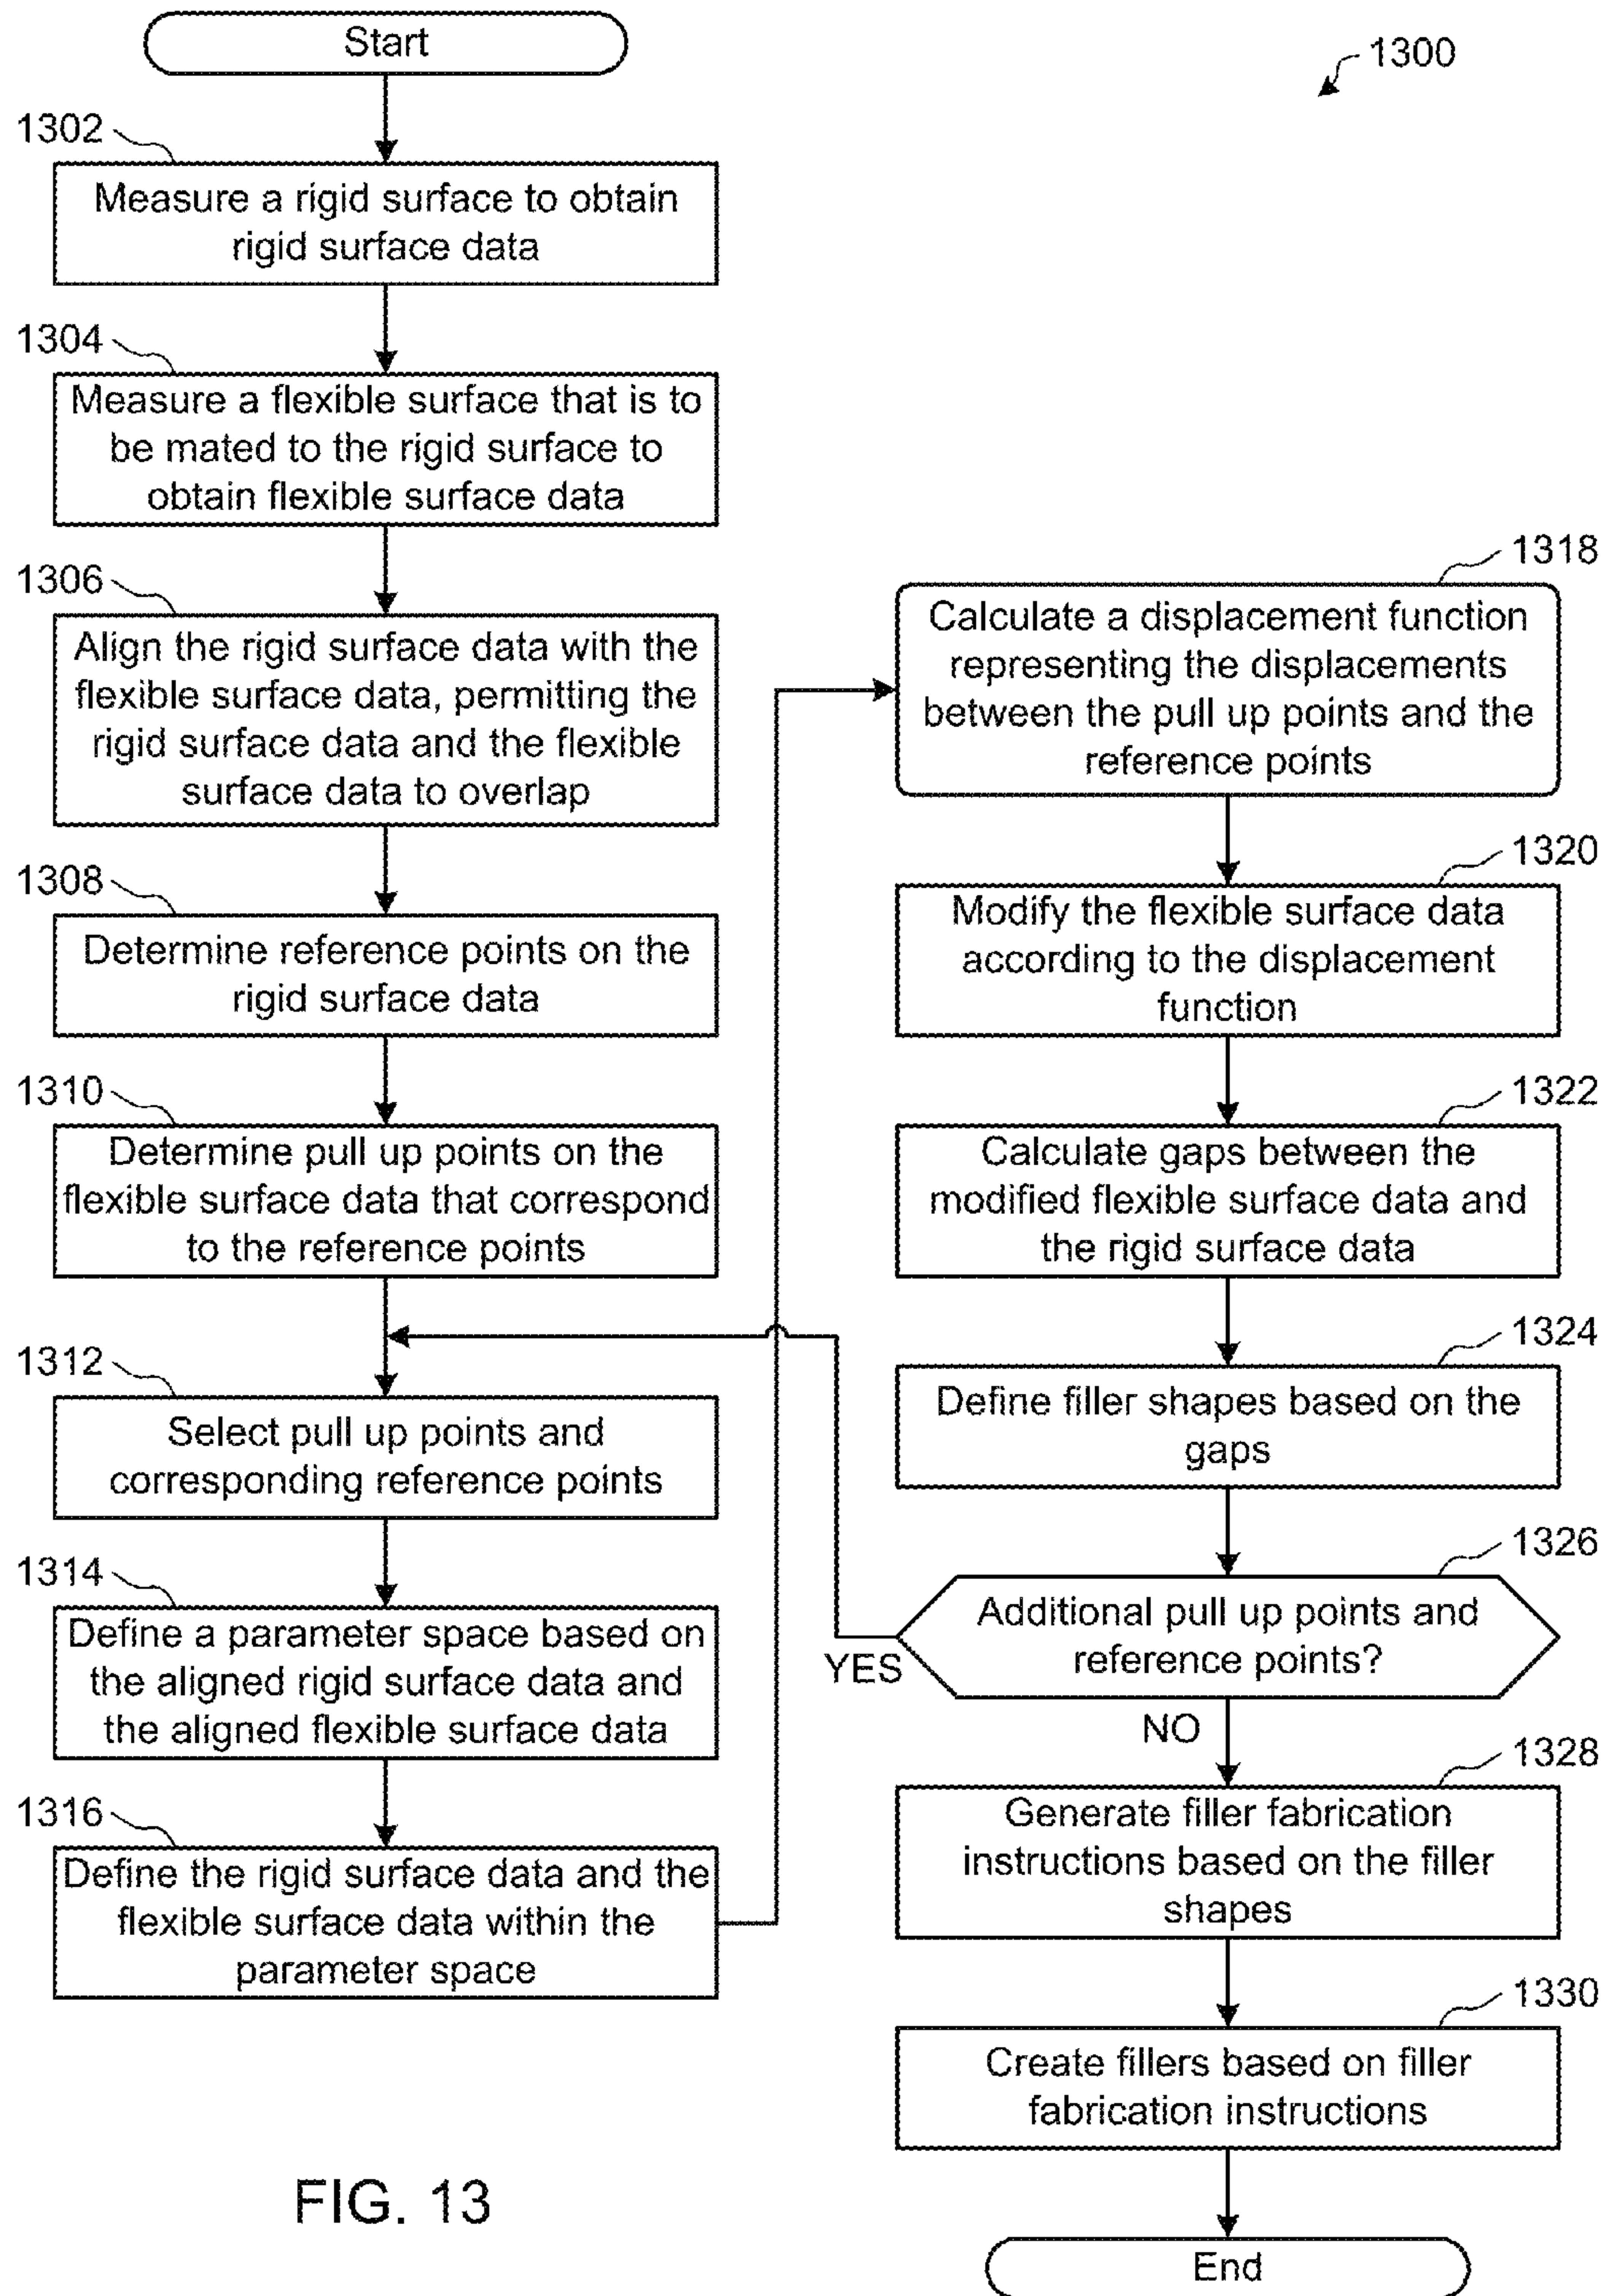 Start
1300
1302
Measure a rigid surface to obtain
rigid surface data
1304
Measure a flexible surface that is to
be mated to the rigid surface to
obtain flexible surface data
1306
Align the rigid surface data with the
flexible surface data, permitting the
rigid surface data and the flexible
surface data to overlap
1308
Determine reference points on the
rigid surface data
1310
Determine pull up points on the
flexible surface data that correspond
to the reference points
1312
Select pull up points and
corresponding reference points
1314
Define a parameter space based on
the aligned rigid surface data and
the aligned flexible surface data
1316
Define the rigid surface data and the
flexible surface data within the
parameter space
1318
Calculate a displacement function
representing the displacements
between the pull up points and the
reference points
1320
Modify the flexible surface data
according to the displacement
function
1322
Calculate gaps between the
modified flexible surface data and
the rigid surface data
1324
Define filler shapes based on the
gaps
1326
Additional pull up points and
reference points?
YES
NO
1328
Generate filler fabrication
instructions based on the filler
shapes
1330
Create fillers based on filler
fabrication instructions
End
FIG. 13